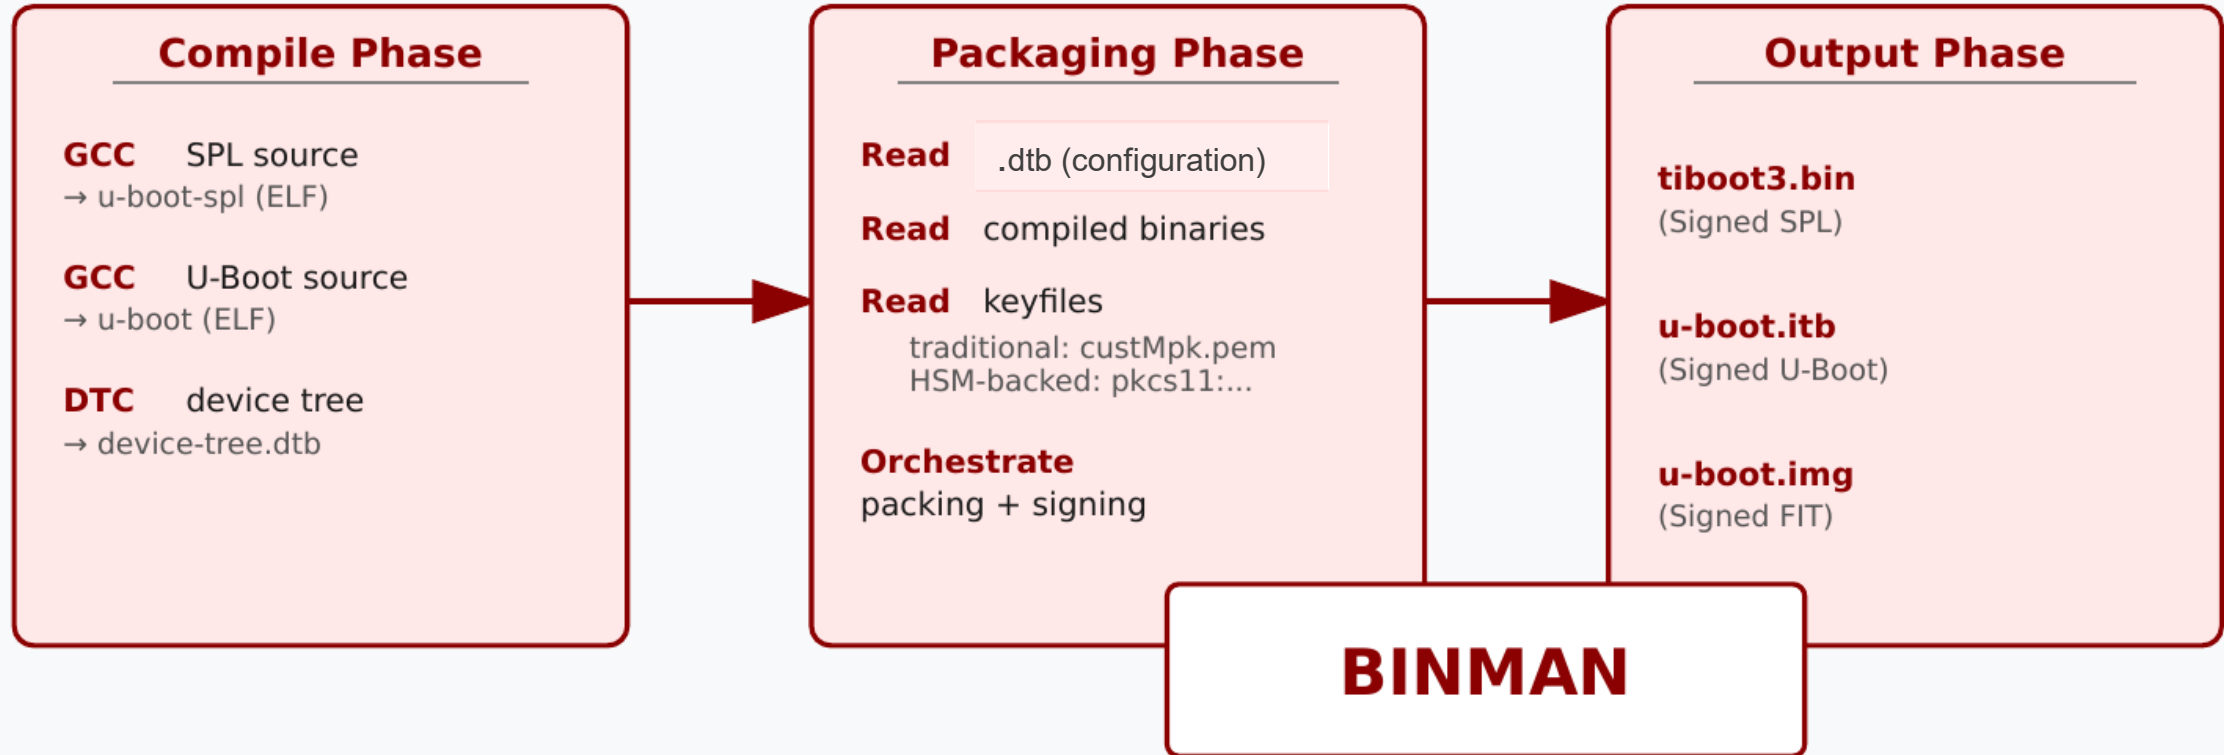 Compile Phase
GCC SPL source
→ u-boot-spl (ELF)
GCC U-Boot source
→ u-boot (ELF)
DTC device tree
→ device-tree.dtb
Packaging Phase
Read .dtb (configuration)
Read compiled binaries
Read keyfiles
traditional: custMpk.pem
HSM-backed: pkcs11:...
Orchestrate
packing + signing
Output Phase
tiboot3.bin
(Signed SPL)
u-boot.itb
(Signed U-Boot)
u-boot.img
(Signed FIT)
BINMAN